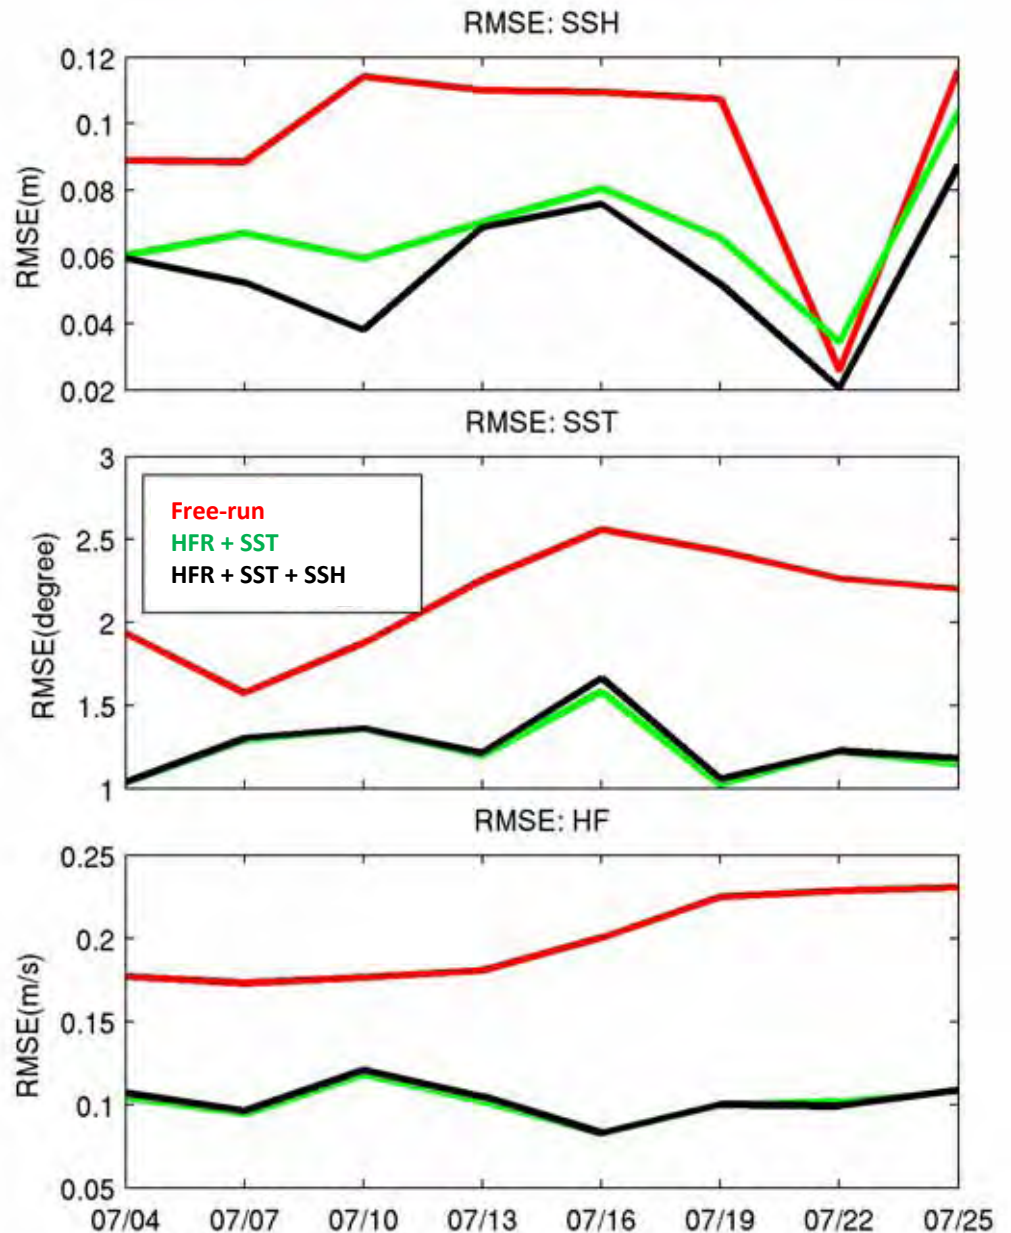 RMSE: SSH
0.12
0.1
0.08
0.06
0.04
0.02
RMSE(m)
RMSE: SST
3
2.5
2
1.5
1
RMSE(degree)
Free-run
HFR + SST
HFR + SST + SSH
RMSE: HF
0.25
0.2
0.15
0.1
0.05
RMSE(m/s)
07/04 07/07 07/10 07/13 07/16 07/19 07/22 07/25